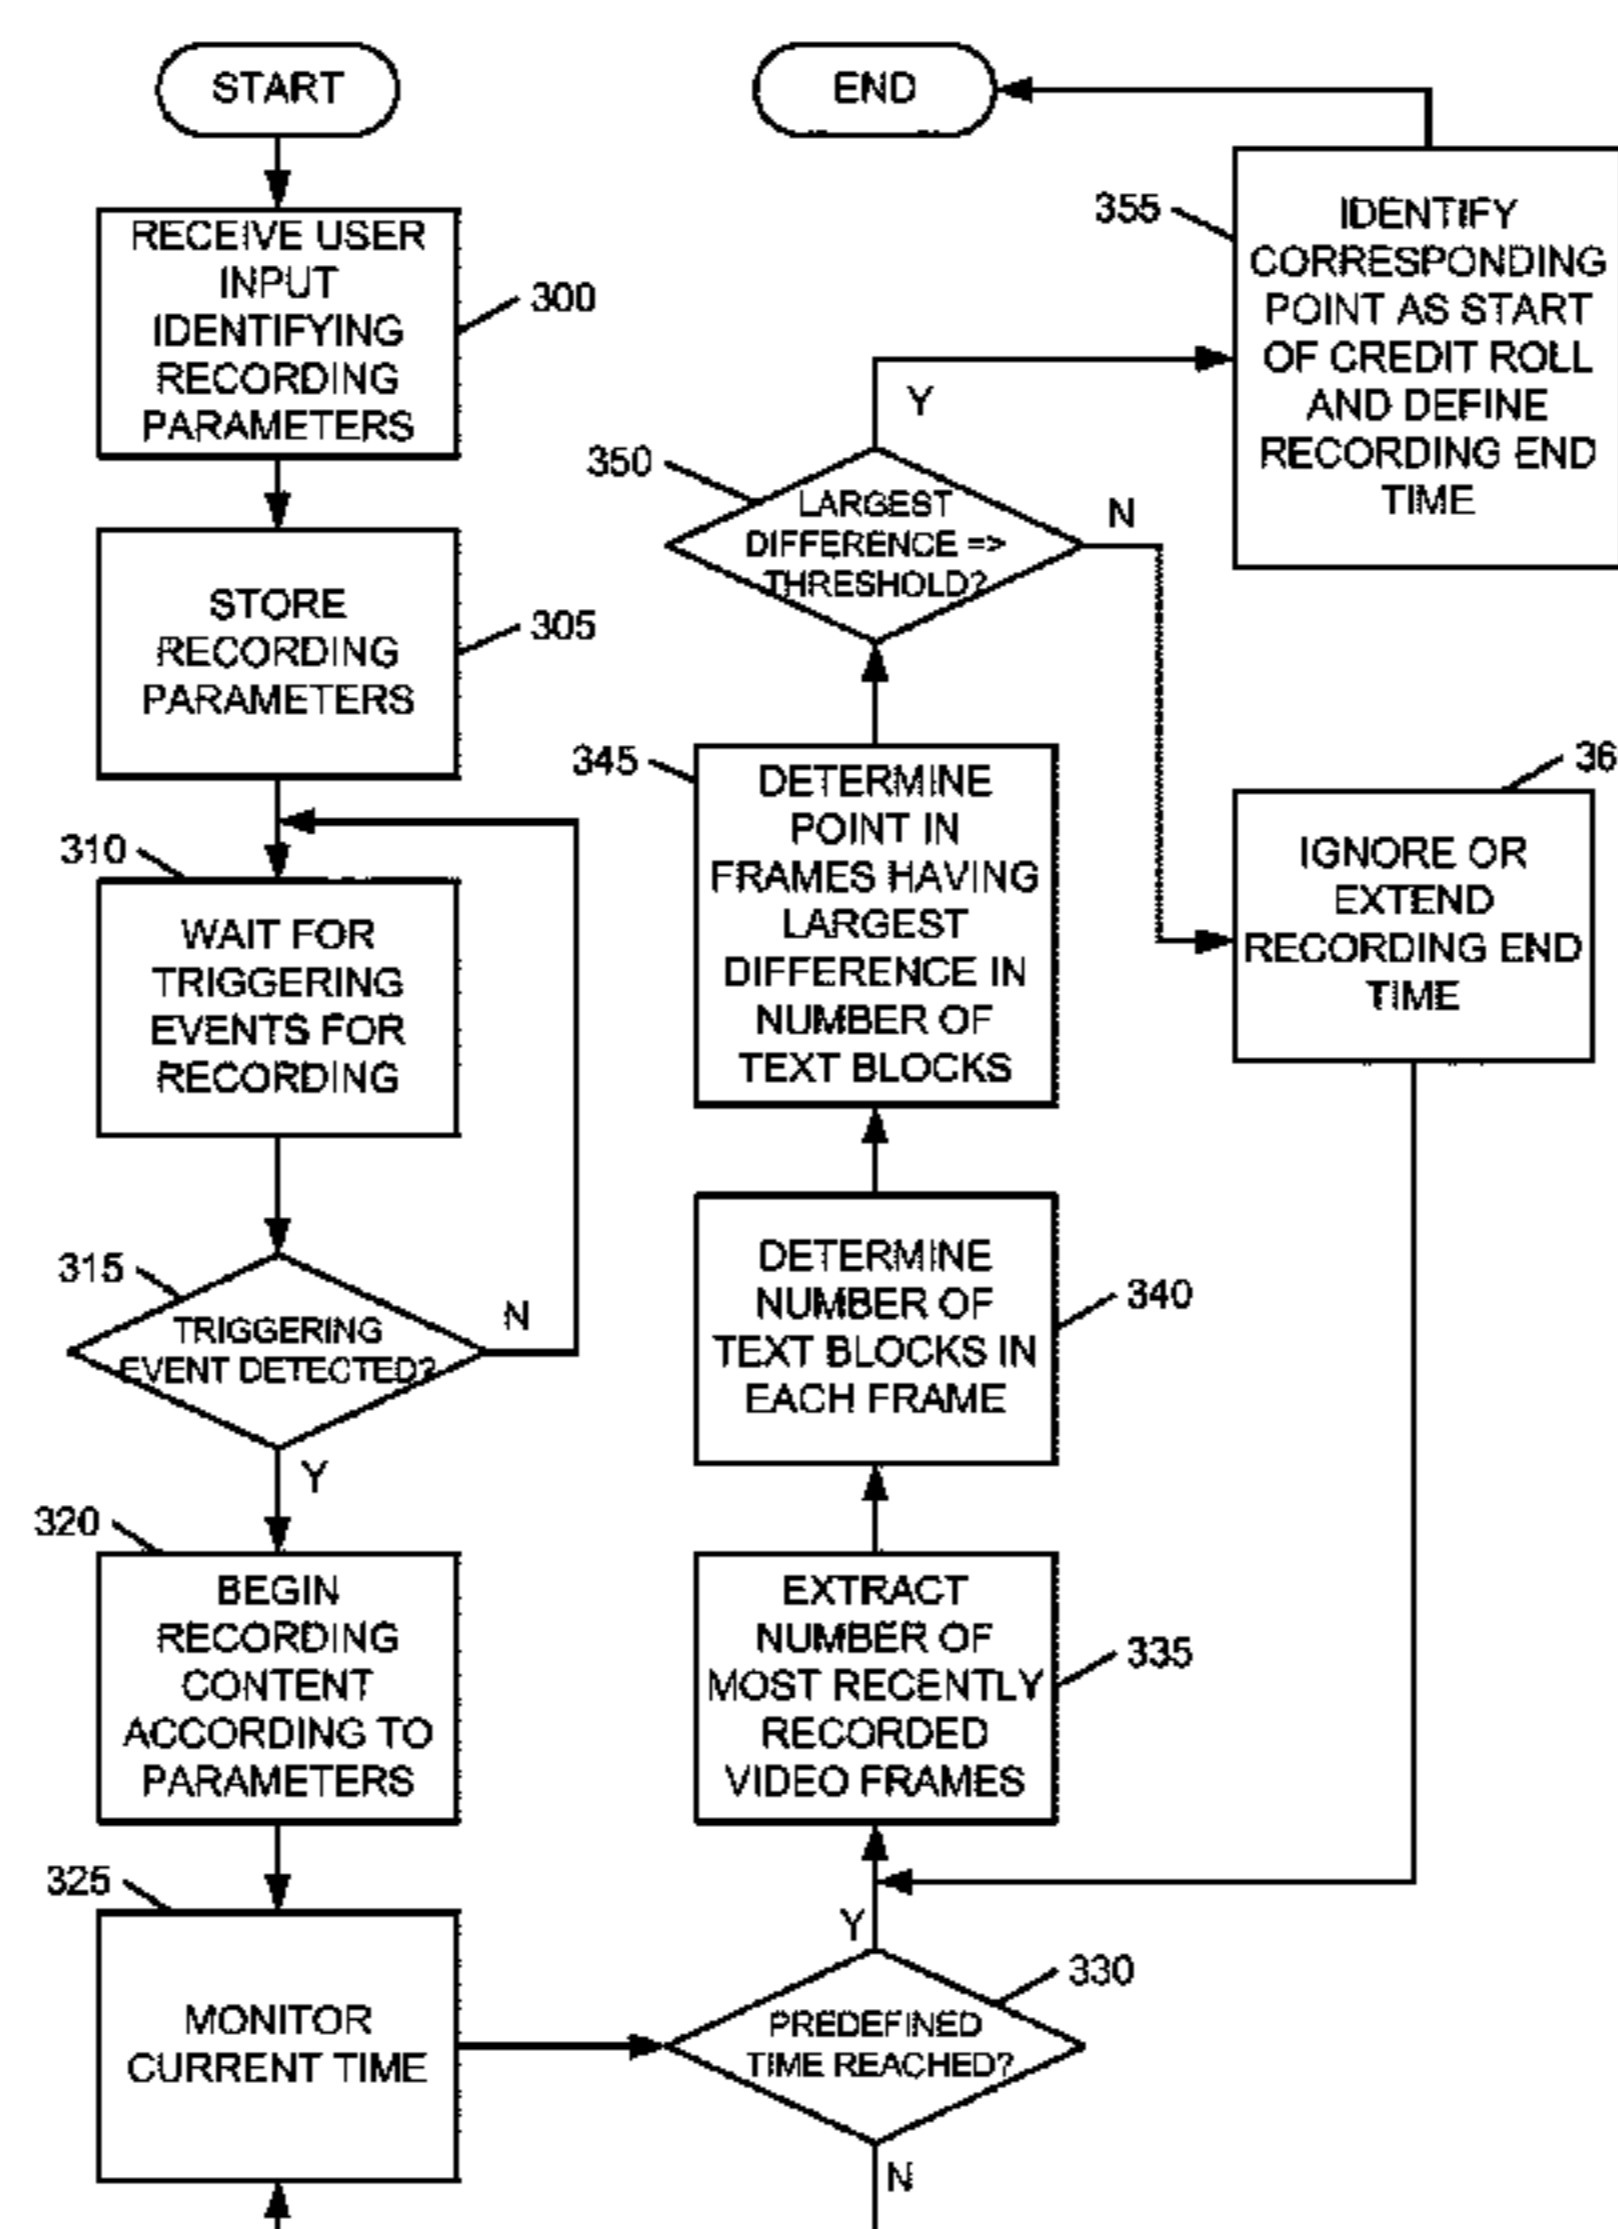 START
RECEIVE USER
INPUT
IDENTIFYING
RECORDING
PARAMETERS
300
STORE
RECORDING
PARAMETERS
305
310
WAIT FOR
TRIGGERING
EVENTS FOR
RECORDING
315
TRIGGERING
EVENT DETECTED?
N
Y
320
BEGIN
RECORDING
CONTENT
ACCORDING TO
PARAMETERS
325
MONITOR
CURRENT TIME
330
PREDEFINED
TIME REACHED?
N
Y
EXTRACT
NUMBER OF
MOST RECENTLY
RECORDED
VIDEO FRAMES
335
DETERMINE
NUMBER OF
TEXT BLOCKS IN
EACH FRAME
340
345
DETERMINE
POINT IN
FRAMES HAVING
LARGEST
DIFFERENCE IN
NUMBER OF
TEXT BLOCKS
350
LARGEST
DIFFERENCE =>
THRESHOLD?
Y
N
355
IDENTIFY
CORRESPONDING
POINT AS START
OF CREDIT ROLL
AND DEFINE
RECORDING END
TIME
36
IGNORE OR
EXTEND
RECORDING END
TIME
END